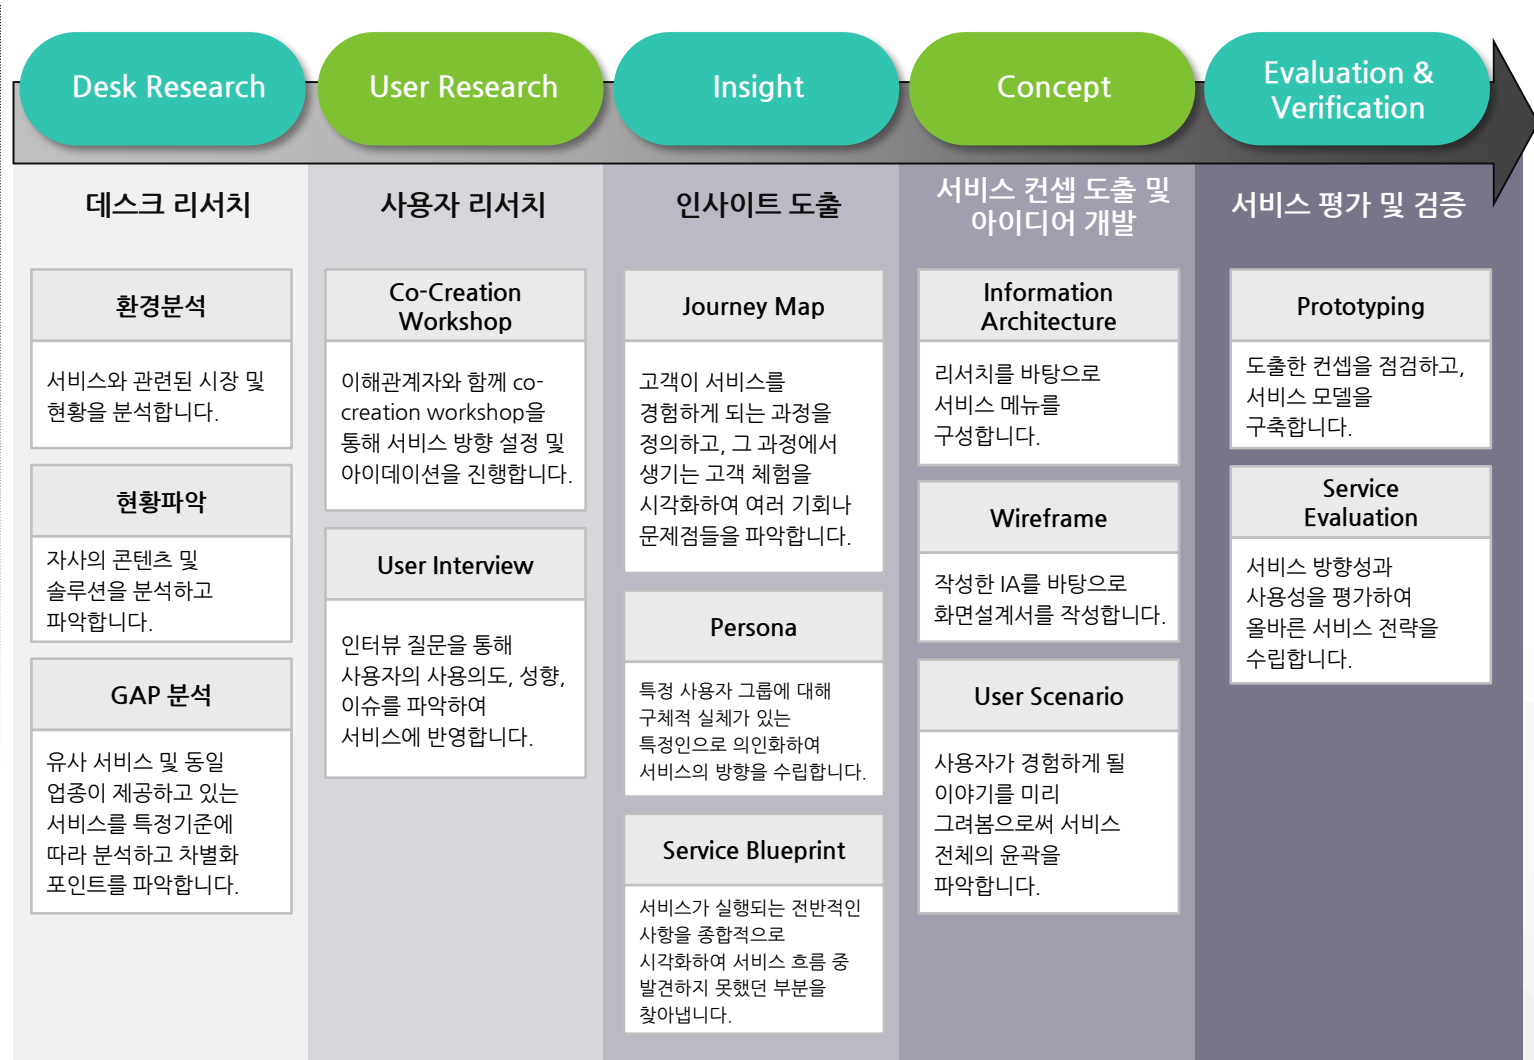 Desk Research
User Research
Insight
Concept
Evaluation &
Verification
데스크 리서치
사용자 리서치
인사이트 도출
서비스 컨셉 도출 및
아이디어 개발
서비스 평가 및 검증
환경분석
서비스와 관련된 시장 및
현황을 분석합니다.
현황파악
자사의 콘텐츠 및
솔루션을 분석하고
파악합니다.
GAP 분석
유사 서비스 및 동일
업종이 제공하고 있는
서비스를 특정기준에
따라 분석하고 차별화
포인트를 파악합니다.
Co-Creation
Workshop
이해관계자와 함께 co-
creation workshop을
통해 서비스 방향 설정 및
아이데이션을 진행합니다.
User Interview
인터뷰 질문을 통해
사용자의 사용의도, 성향,
이슈를 파악하여
서비스에 반영합니다.
Journey Map
고객이 서비스를
경험하게 되는 과정을
정의하고, 그 과정에서
생기는 고객 체험을
시각화하여 여러 기회나
문제점들을 파악합니다.
Persona
특정 사용자 그룹에 대해
구체적 실체가 있는
특정인으로 의인화하여
서비스의 방향을 수립합니다.
Service Blueprint
서비스가 실행되는 전반적인
사항을 종합적으로
시각화하여 서비스 흐름 중
발견하지 못했던 부분을
찾아냅니다.
Information
Architecture
리서치를 바탕으로
서비스 메뉴를
구성합니다.
Wireframe
작성한 IA를 바탕으로
화면설계서를 작성합니다.
User Scenario
사용자가 경험하게 될
이야기를 미리
그려봄으로써 서비스
전체의 윤곽을
파악합니다.
Prototyping
도출한 컨셉을 점검하고,
서비스 모델을
구축합니다.
Service
Evaluation
서비스 방향성과
사용성을 평가하여
올바른 서비스 전략을
수립합니다.